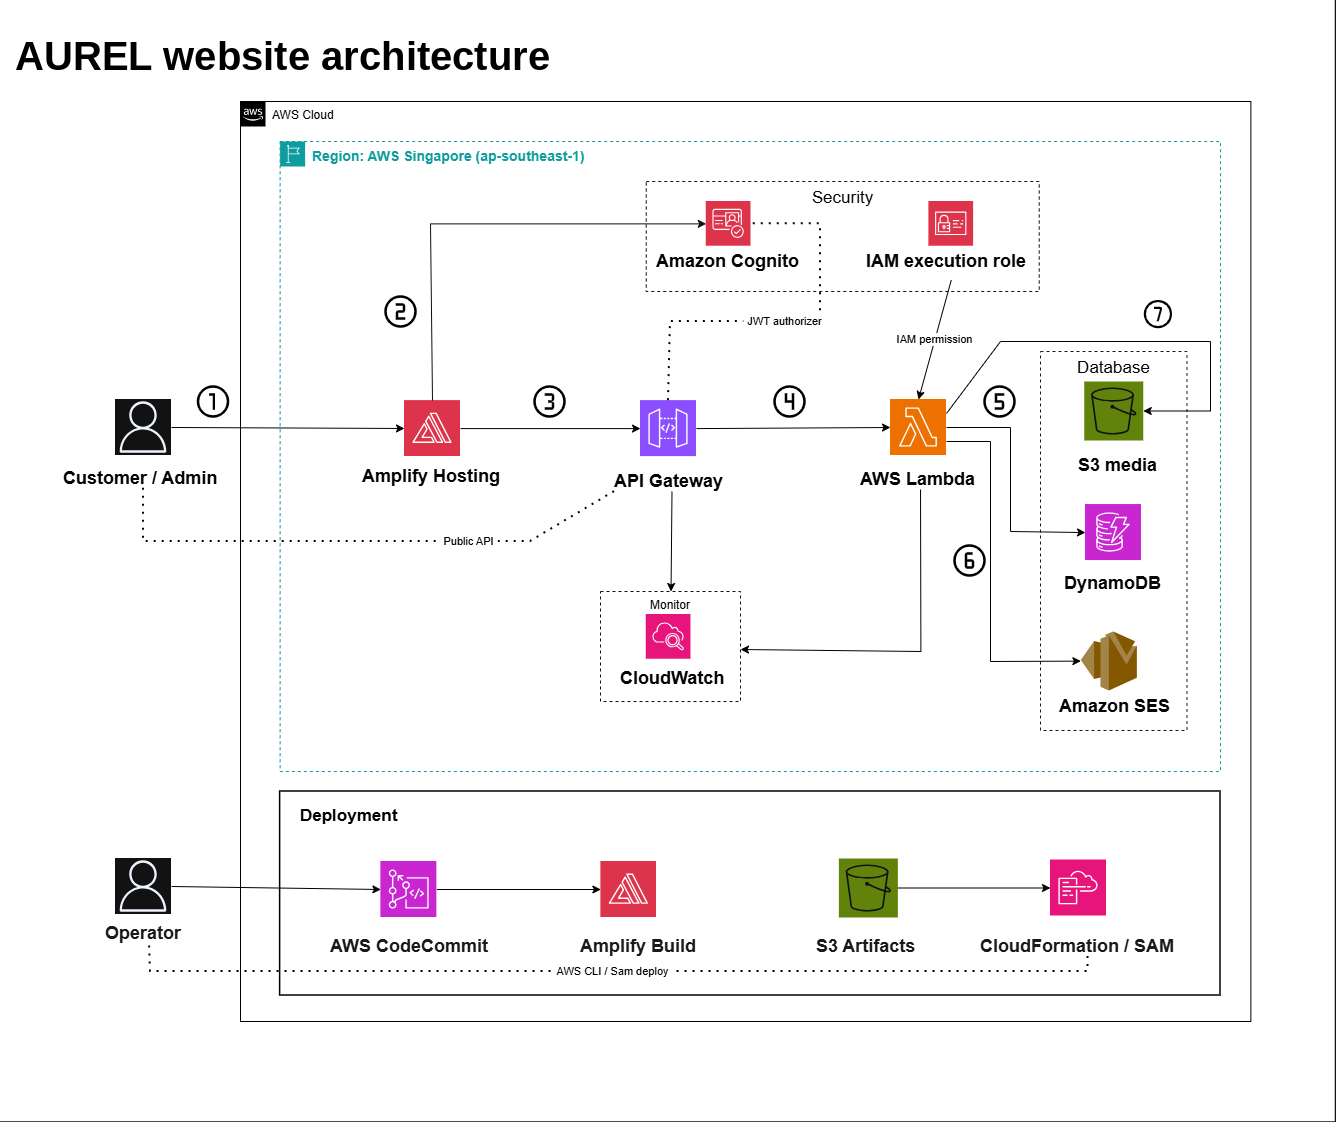 AUREL website architecture
aws
AWS Cloud
Region: AWS Singapore (ap-southeast-1)
Security
Amazon Cognito
IAM execution role
2
JWT authorizer
IAM permission
7
Database
1
3
4
5
S3 media
Customer / Admin
Amplify Hosting
API Gateway
AWS Lambda
Public API
6
DynamoDB
Monitor
CloudWatch
Amazon SES
Deployment
Operator
AWS CodeCommit
Amplify Build
S3 Artifacts
CloudFormation / SAM
AWS CLI / Sam deploy